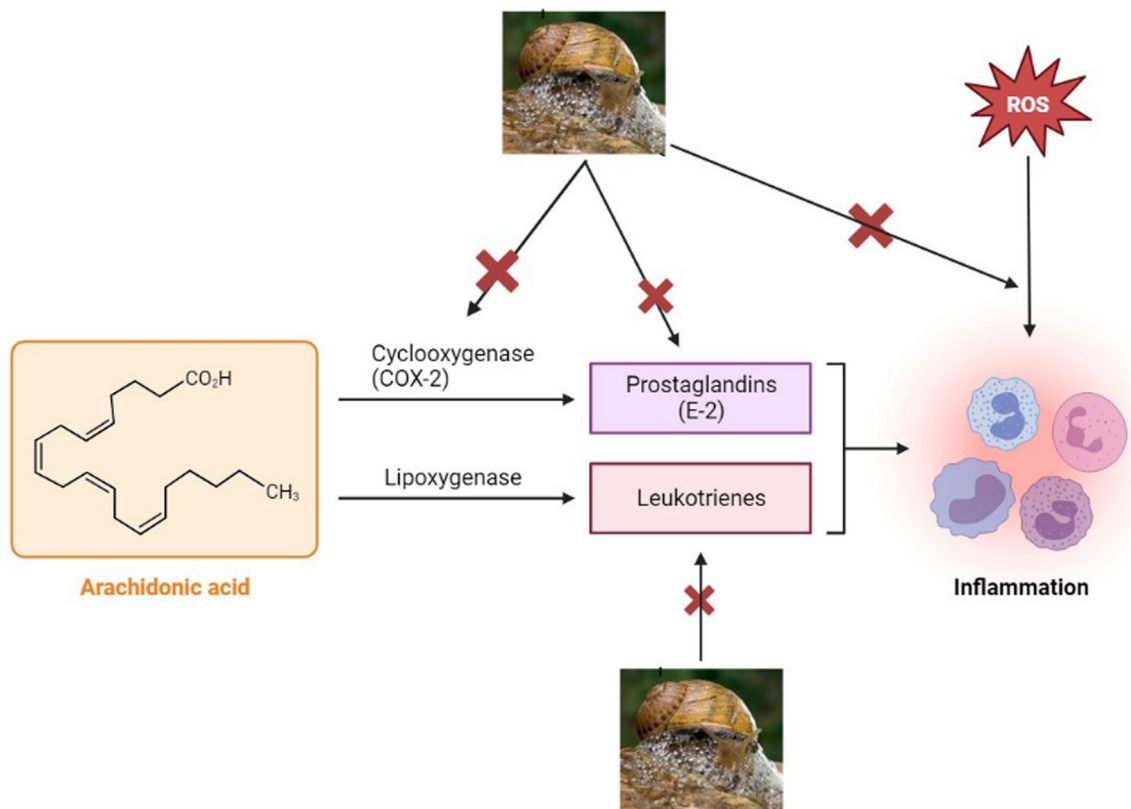 ROS
Cyclooxygenase
(COX-2)
Prostaglandins
(E-2)
CO₂H
CH₃
Lipoxygenase
Leukotrienes
Arachidonic acid
Inflammation